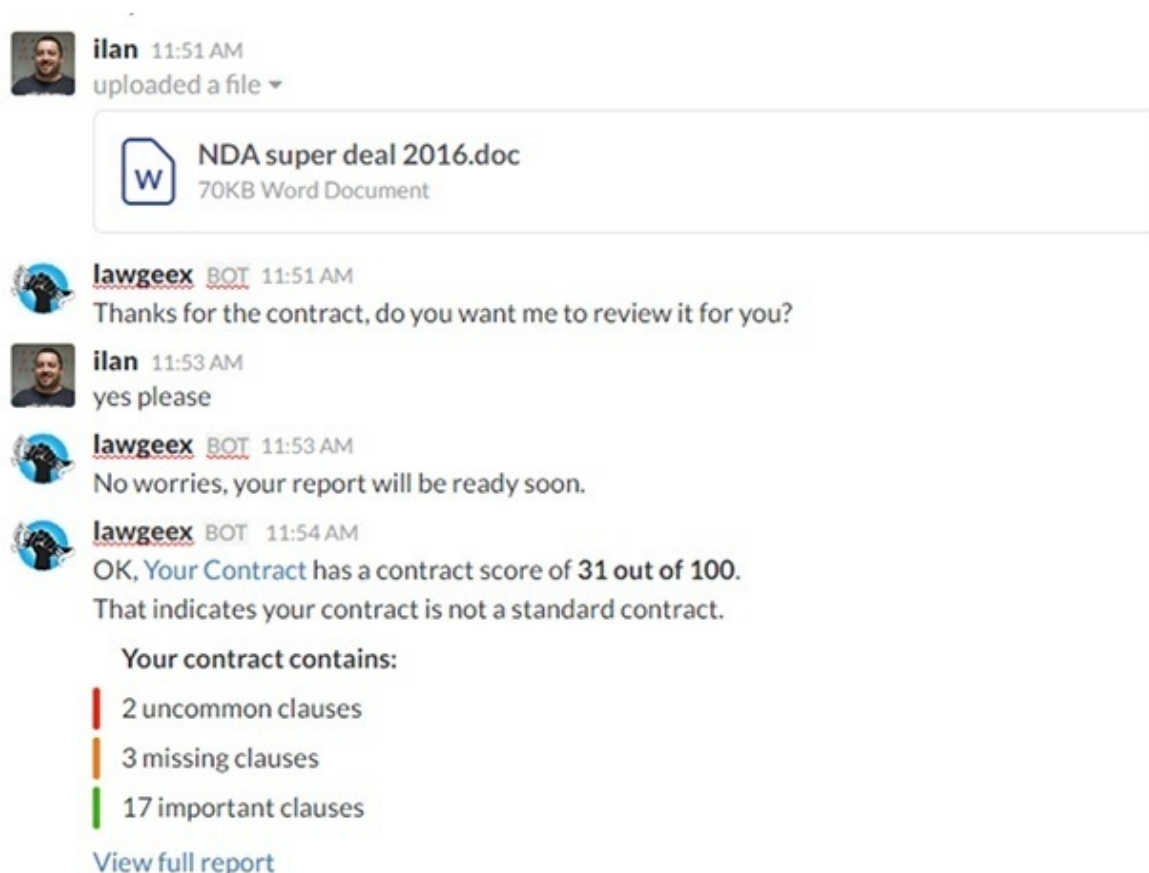 ilan 11:51 AM
uploaded a file
NDA super deal 2016.doc
W
70KB Word Document
lawgeex BOT 11:51 AM
Thanks for the contract, do you want me to review it for you?
ilan 11:53 AM
yes please
lawgeex BOT 11:53 AM
No worries, your report will be ready soon.
lawgeex BOT 11:54 AM
OK, Your Contract has a contract score of 31 out of 100.
That indicates your contract is not a standard contract.
Your contract contains:
2 uncommon clauses
3 missing clauses
17 important clauses
View full report